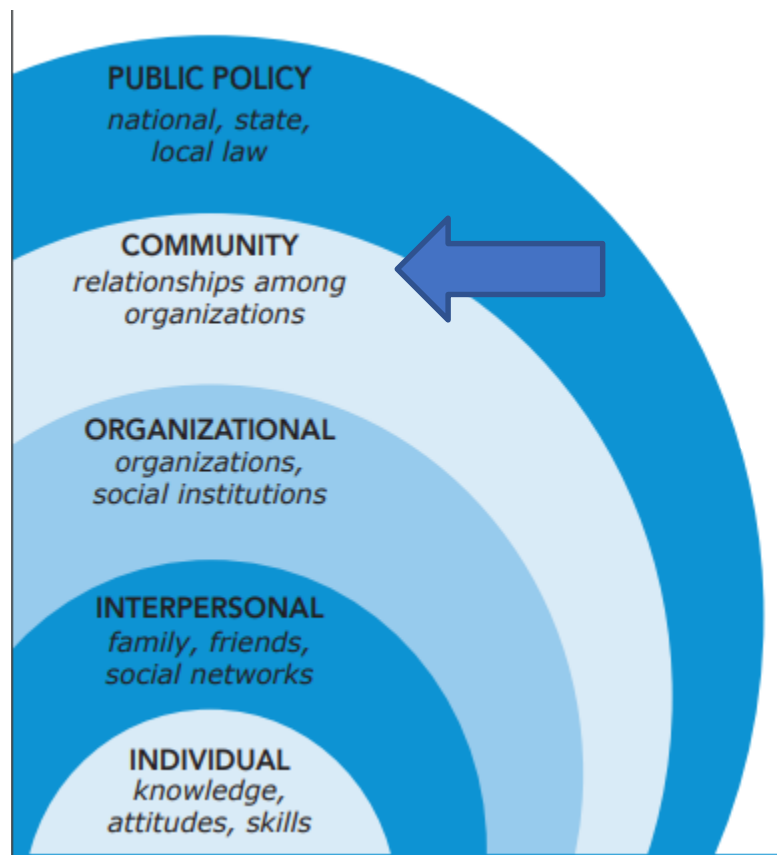 PUBLIC POLICY
national, state,
local law
COMMUNITY
relationships among
organizations
ORGANIZATIONAL
organizations,
social institutions
INTERPERSONAL
family, friends,
social networks
INDIVIDUAL
knowledge,
attitudes, skills